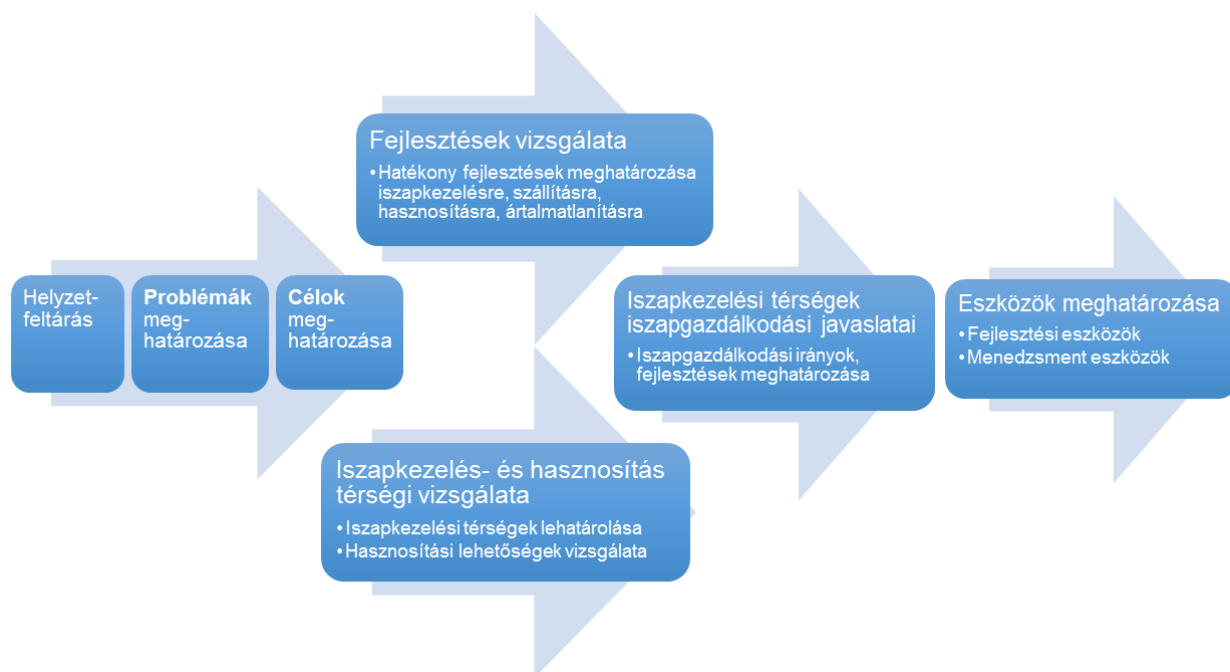 Helyzet-
feltárás
Problémák
meg-
határozása
Célok
meg-
határozása
Fejlesztések vizsgálata
•Hatékony fejlesztések meghatározása
iszapkezelésre, szállításra,
hasznosításra, ártalmatlanításra
Iszapkezelés- és hasznosítás
térségi vizsgálata
•Iszapkezelési térségek lehatárolása
•Hasznosítási lehetőségek vizsgálata
Iszapkezelési térségek
iszapgazdálkodási javaslatai
•Iszapgazdálkodási irányok,
fejlesztések meghatározása
Eszközök meghatározása
•Fejlesztési eszközök
•Menedzsment eszközök